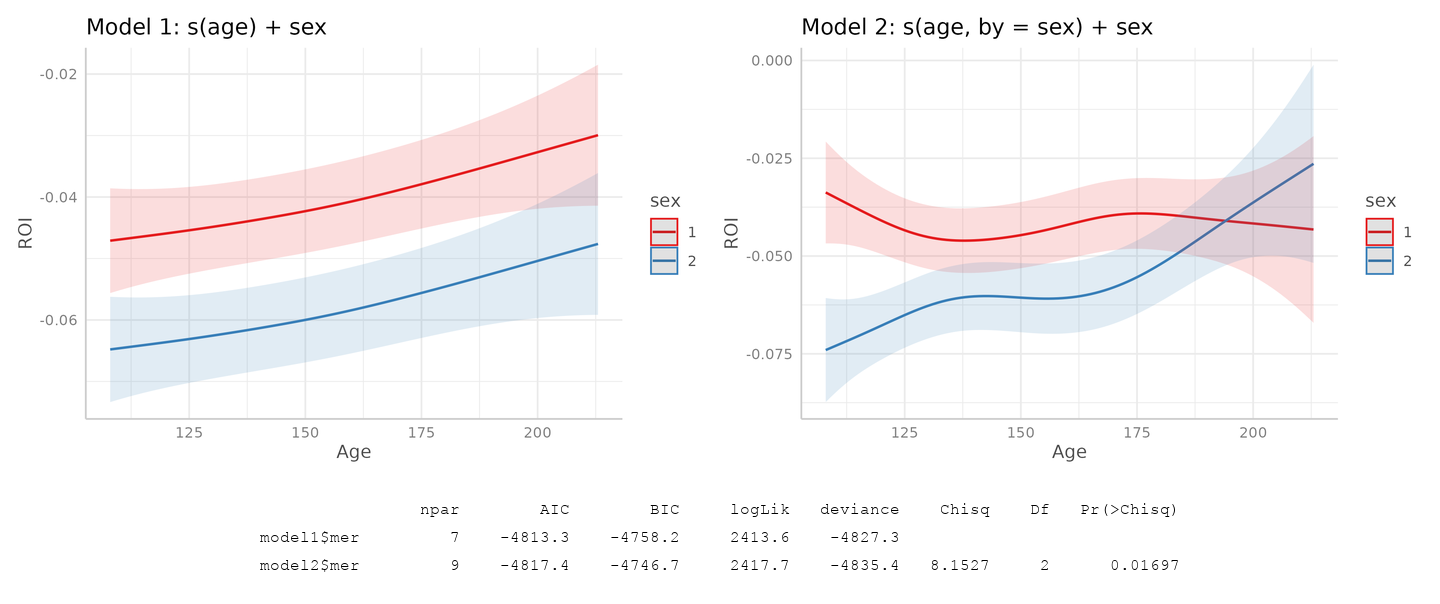 Model 1: s(age) + sex
-0.02
-0.04
-0.06
ROI
125 150 175 200
Age
sex
1
2
Model 2: s(age, by = sex) + sex
0.000
-0.025
-0.050
-0.075
ROI
125 150 175 200
Age
sex
1
2
npar AIC BIC logLik deviance Chisq Df Pr(>Chisq)
model1$mer 7 -4813.3 -4758.2 2413.6 -4827.3
model2$mer 9 -4817.4 -4746.7 2417.7 -4835.4 8.1527 2 0.01697